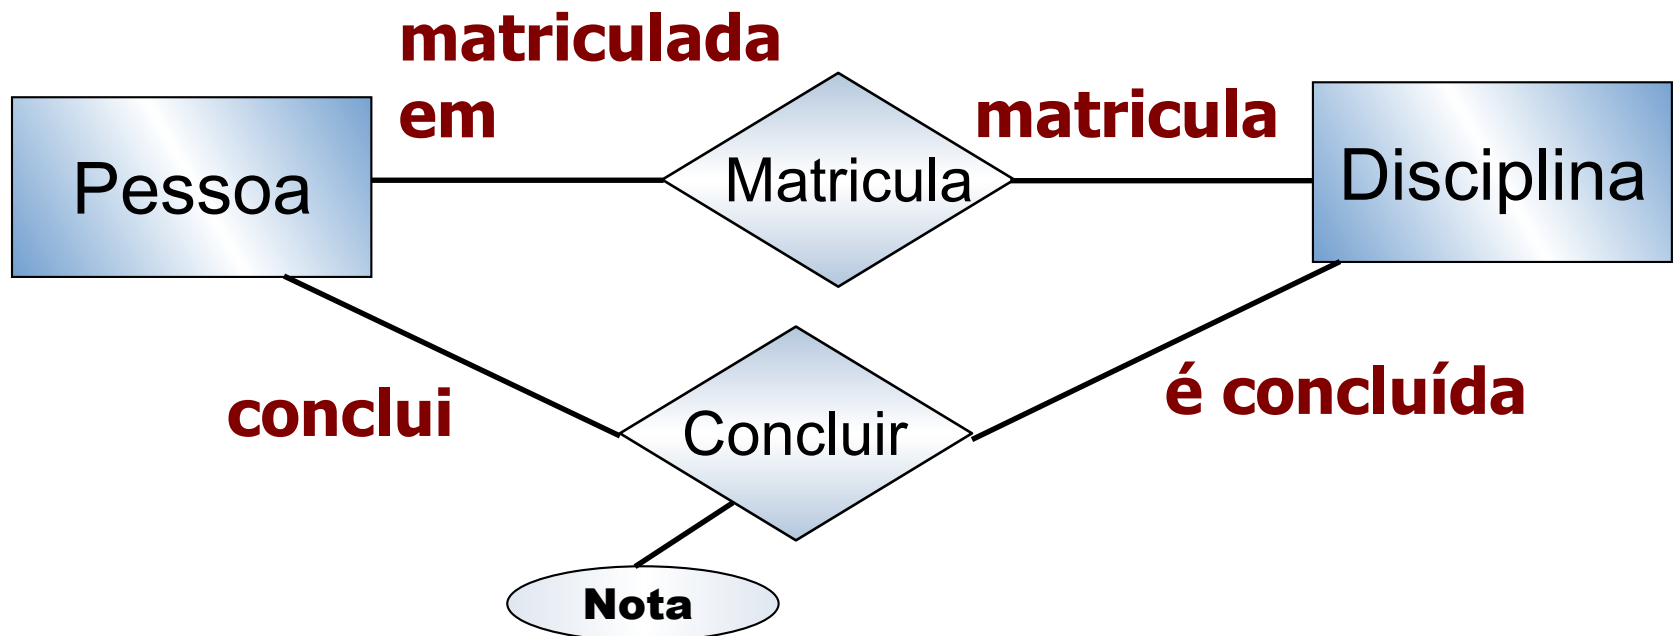 matriculada
em
matricula
Pessoa
Matricula
Disciplina
conclui
é concluída
Concluir
Nota